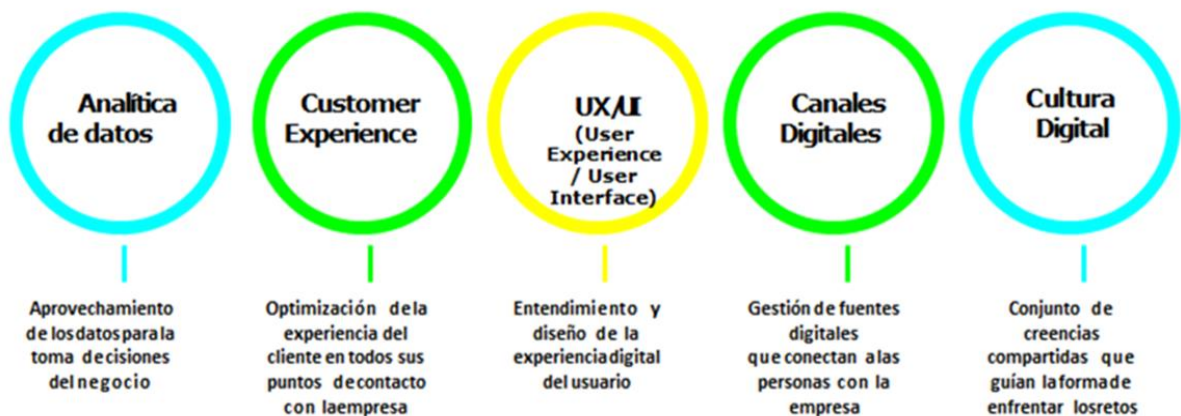 Analítica
de datos
Aprovechamiento
de los datos para la
toma decisiones
del negocio
Customer
Experience
Optimización de la
experiencia del
cliente en todos sus
puntos de contacto
con la empresa
UX/UI
(User
Experience
/ User
Interface)
Entendimiento y
diseño de la
experiencia digital
del usuario
Canales
Digitales
Gestión de fuentes
digitales
que conectan a las
personas con la
empresa
Cultura
Digital
Conjunto de
creencias
compartidas que
guían la forma de
enfrentar los retos